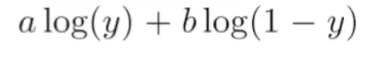 a log(y) + b log(1 − y)